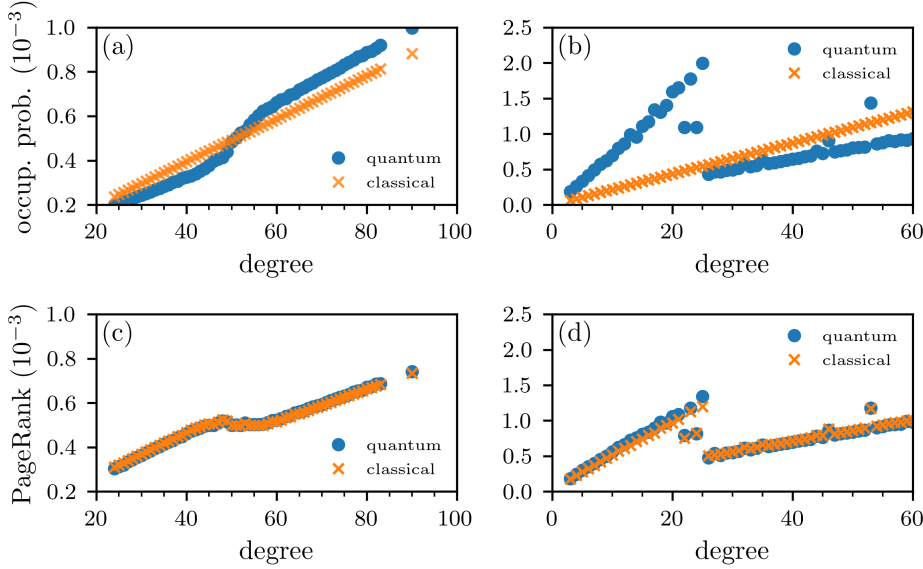 1.0
0.8
0.6
0.4
0.2
20 40 60 80 100
occup. prob. (10⁻³)
degree
(a)
quantum
classical
2.5
2.0
1.5
1.0
0.5
0.0
0 20 40 60
degree
(b)
quantum
classical
1.0
0.8
0.6
0.4
0.2
20 40 60 80 100
PageRank (10⁻³)
degree
(c)
quantum
classical
2.5
2.0
1.5
1.0
0.5
0.0
0 20 40 60
degree
(d)
quantum
classical